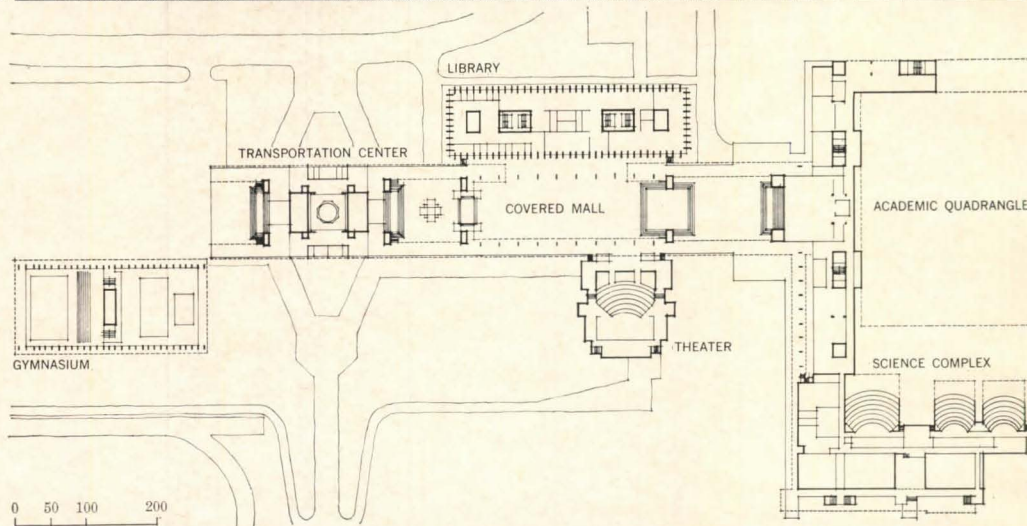 LIBRARY
TRANSPORTATION CENTER
COVERED MALL
ACADEMIC QUADRANGLE
GYMNASIUM
THEATER
SCIENCE COMPLEX
0 50 100 200